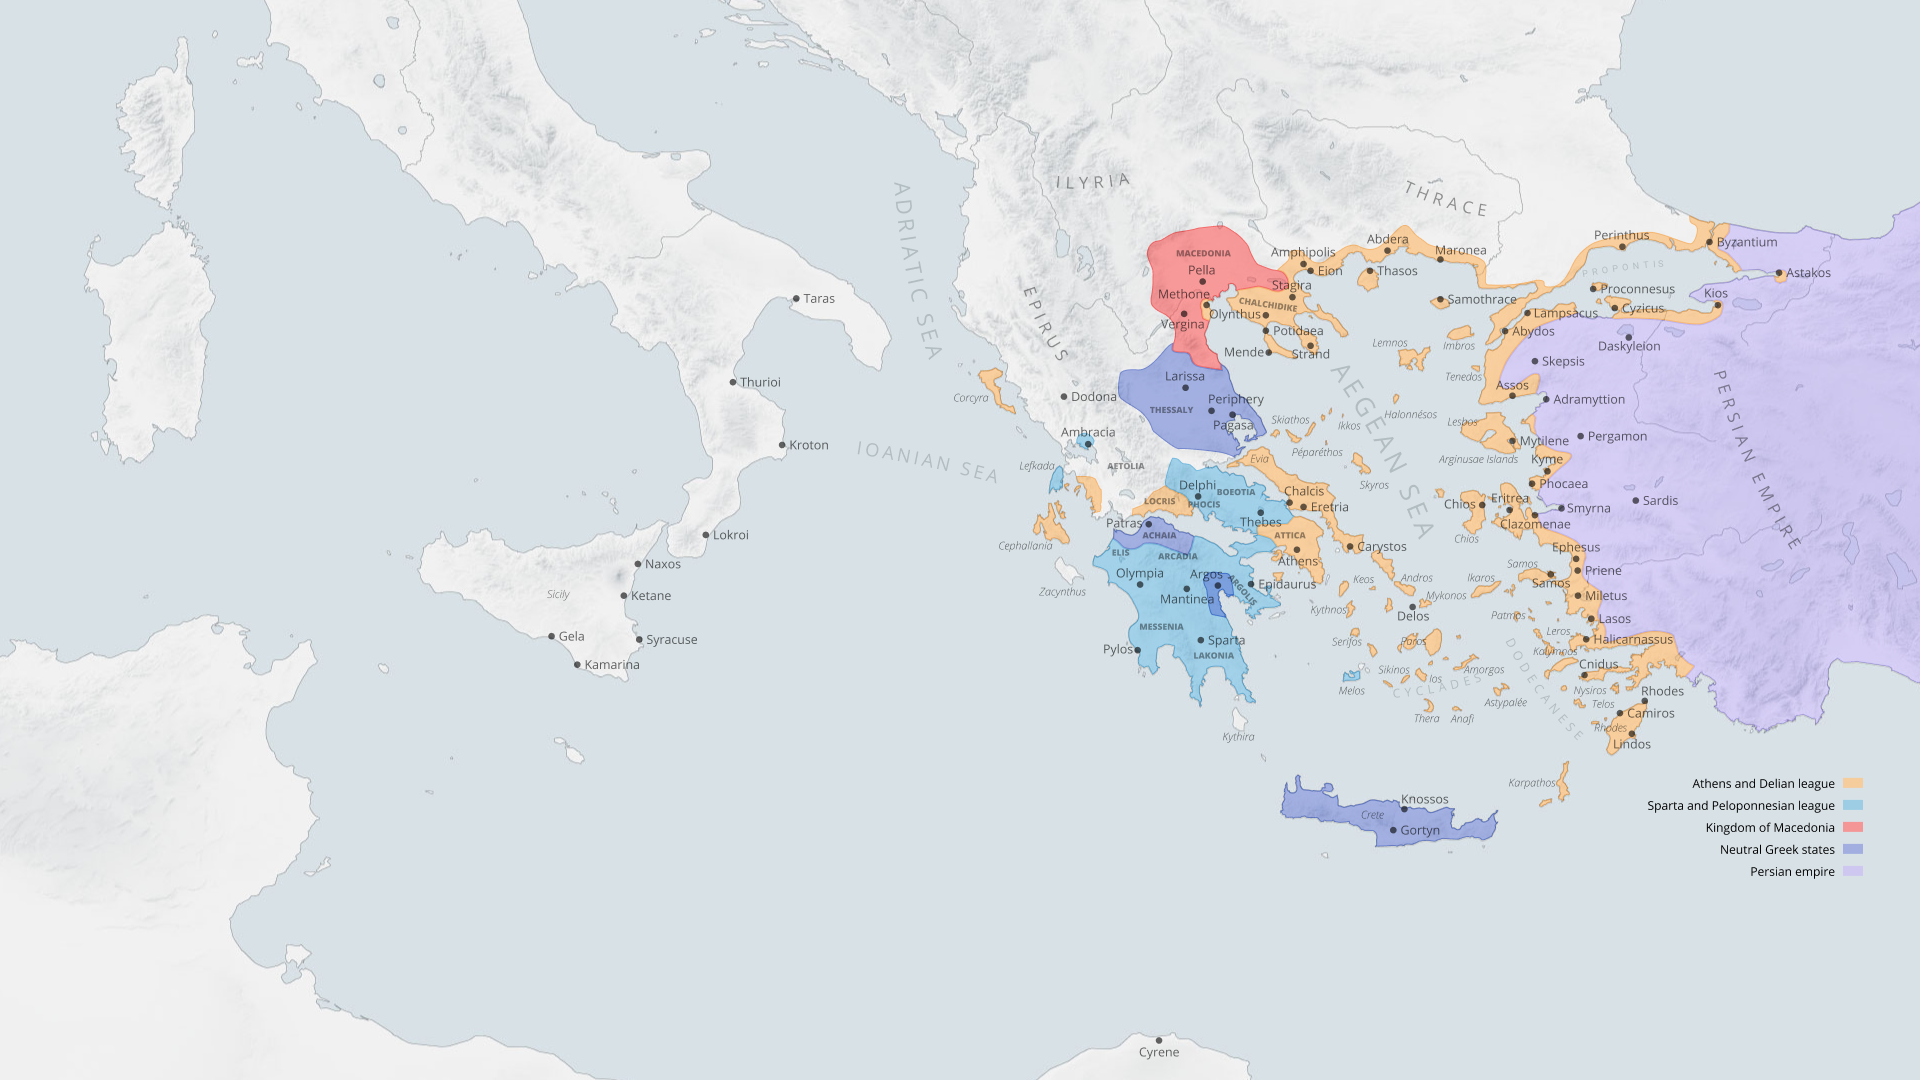 ILYRIA
THRACE
ADRIATIC SEA
EPIRUS
MACEDONIA
Pella
Methone
Vergina
Amphipolis
Eion
Stagira
CHALCHIDIKE
Olynthus
Potidaea
Mende
Strand
Abdera
Maronea
Thasos
Samothrace
Perinthus
Byzantium
PROPONTIS
Astakos
Proconnesus
Kios
Cyzicus
Lampsacus
Abydos
Daskyleion
Imbros
Lemnos
Skepsis
Tenedos
Assos
Adramyttion
PERSIAN EMPIRE
Taras
Thurioi
Kroton
IOANIAN SEA
Lokroi
Naxos
Ketane
Sicily
Gela
Syracuse
Kamarina
Corcyra
Dodona
Larissa
THESSALY
Periphery
Pagasa
Ambracia
Lefkada
AETOLIA
Skiathos
Ikkos
Halonnésos
Péparéthos
AEGEAN SEA
Lesbos
Mytilene
Pergamon
Arginusae Islands
Kyme
Evia
Skyros
Phocaea
Delphi
BOEOTIA
LOCRIS
PHOCIS
Chalcis
Eretria
Thebes
Chios
Eritrea
Smyrna
Sardis
Clazomenae
Chios
Patras
ACHAIA
ATTICA
Athens
Carystos
Cephallania
ELIS
ARCADIA
Olympia
Argos
ARGOLIS
Epidaurus
Mantinea
Zacynthus
Ephesus
Samos
Samos
Priene
Ikaros
Andros
Keos
Mykonos
Miletus
Kythnos
Delos
Patmos
Lasos
MESSENIA
Pylos
Sparta
LAKONIA
Serifos
Paros
Leros
Halicarnassus
Kalymnos
DODECANESE
Cnidus
Sikinos
Ios
Amorgos
Melos
CYCLADES
Nysiros
Rhodes
Astypalée
Telos
Camiros
Thera
Anafi
Rhodes
Lindos
Kythira
Karpathos
Knossos
Crete
Gortyn
Cyrene
Athens and Delian league
Sparta and Peloponnesian league
Kingdom of Macedonia
Neutral Greek states
Persian empire